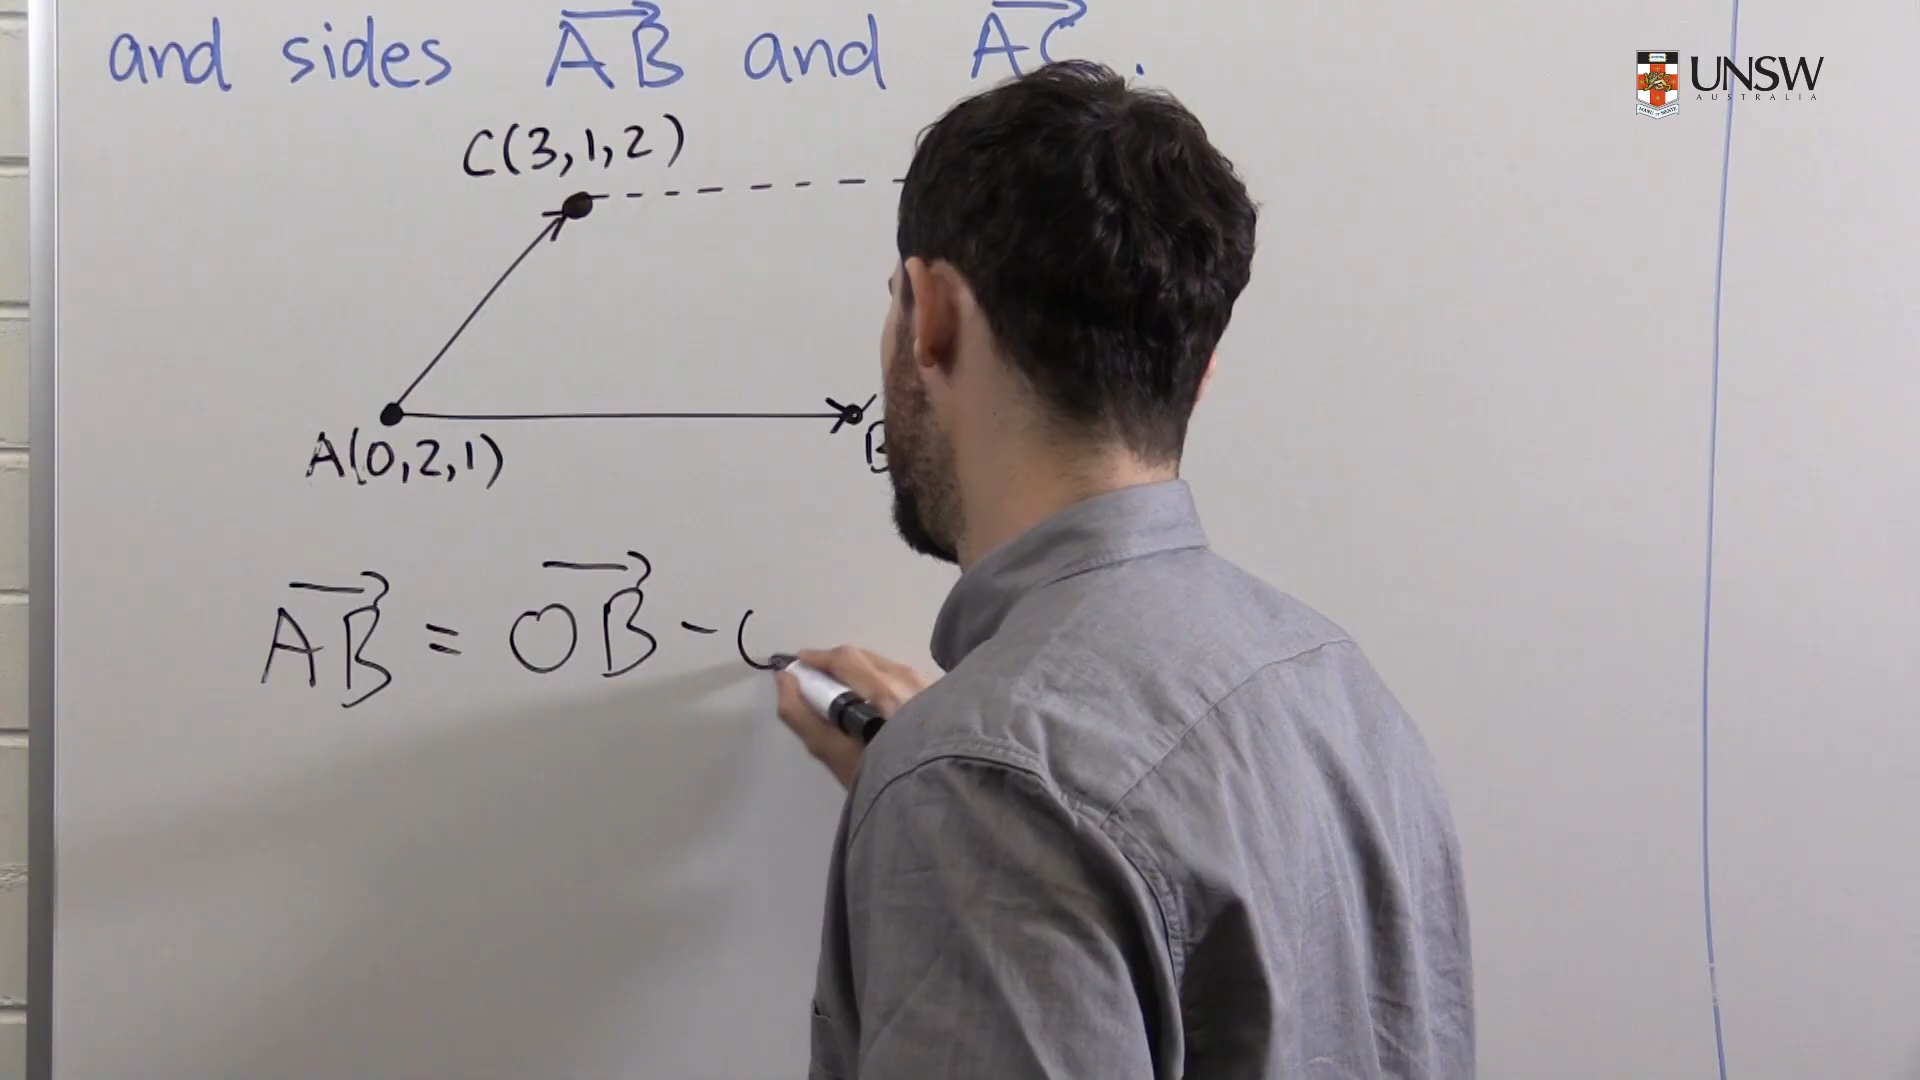 and sides AB and AC.
UNSW
AUSTRALIA
C(3,1,2)
A(0,2,1)
B
AB = OB -